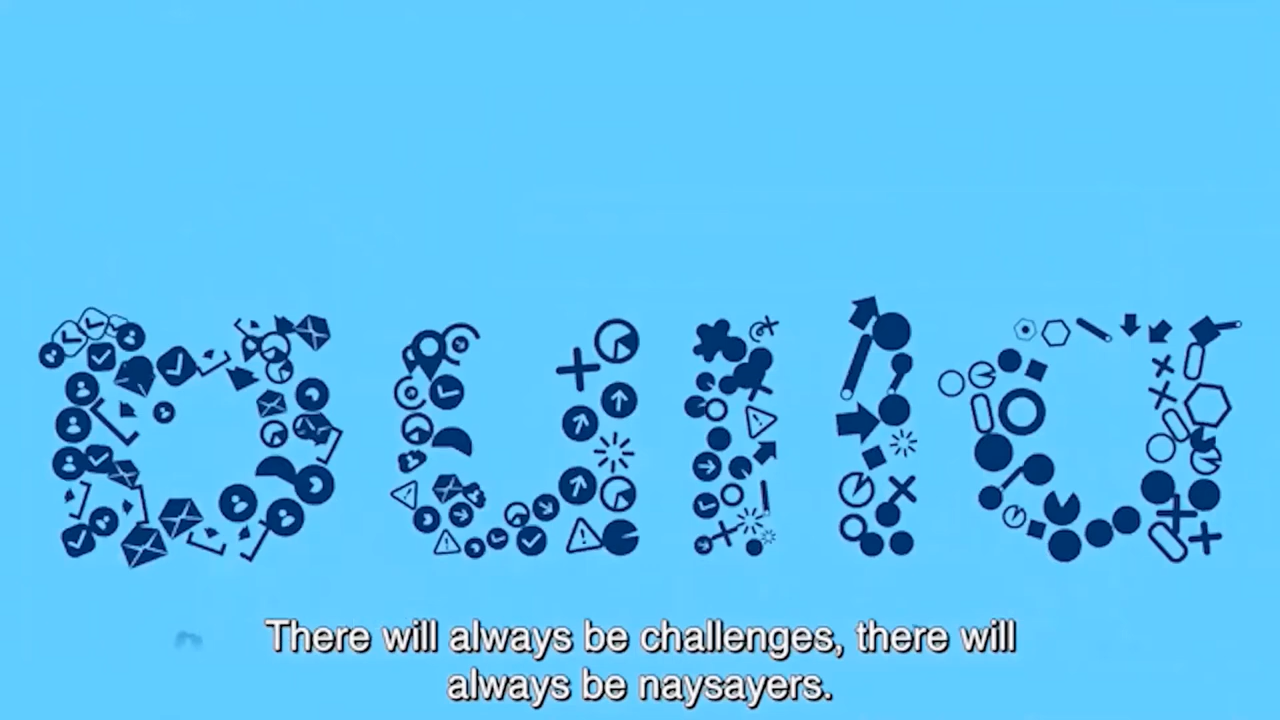 There will always be challenges, there will
always be naysayers.